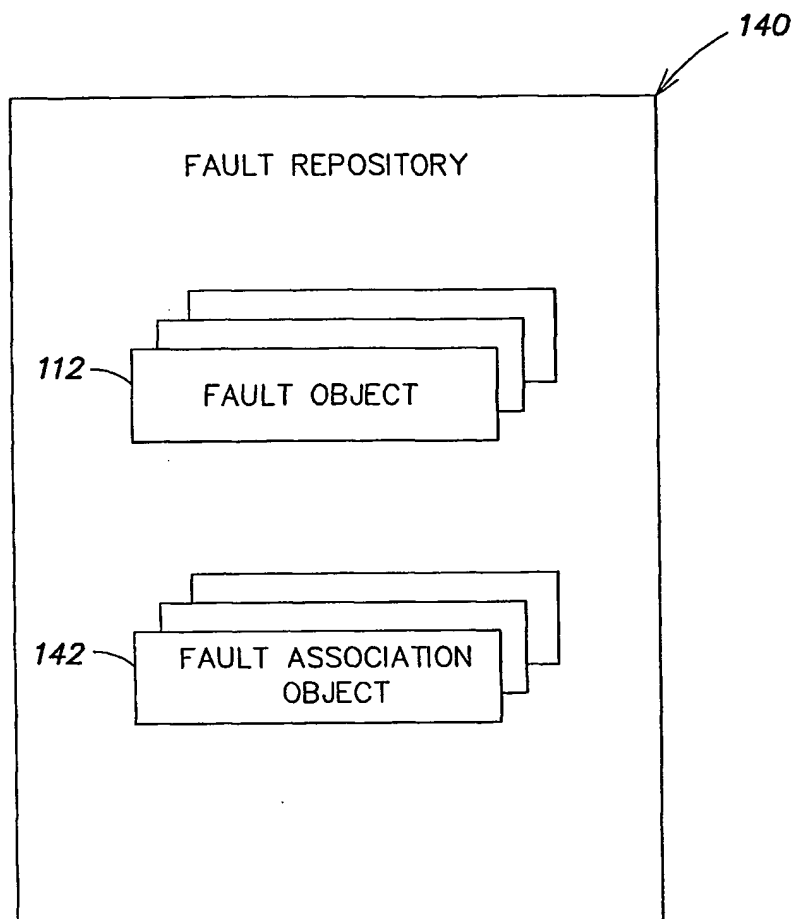 140
FAULT REPOSITORY
112
FAULT OBJECT
142
FAULT ASSOCIATION
OBJECT